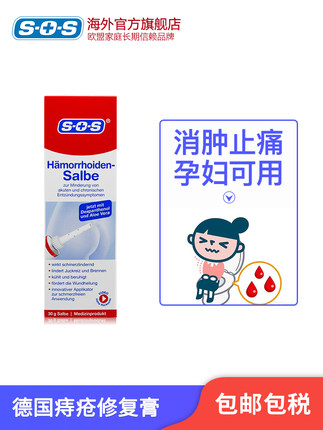 S+O+S
海外官方旗舰店
欧盟家庭长期信赖品牌
S+O+S
Hämorrhoiden-
Salbe
zur Minderung von
akuten und chronischen
Entzündungssymptomen
jetzt mit
Dexpanthenol
und Aloe Vera
wirkt schmerzlindernd
lindert Juckreiz und Brennen
kühlt und beruhigt
fördert die Wundheilung
innovativer Applikator
zur schmerzfreien
Anwendung
30 g Salbe | Medizinprodukt
消肿止痛
孕妇可用
德国痔疮修复膏
包邮包税